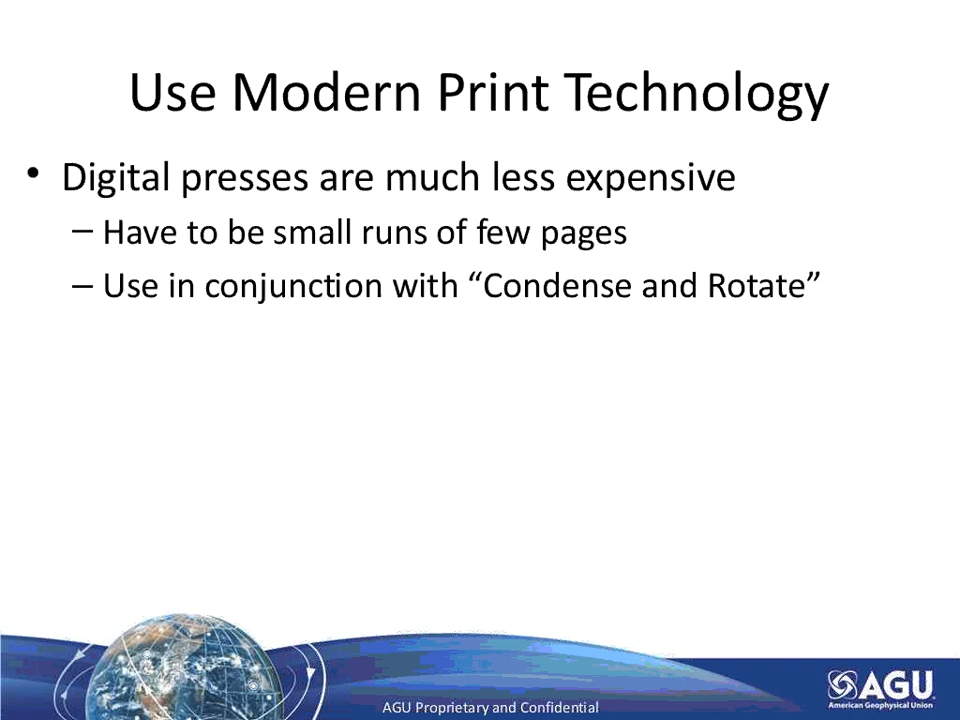 Use Modern Print Technology
• Digital presses are much less expensive
– Have to be small runs of few pages
– Use in conjunction with “Condense and Rotate”
AGU Proprietary and Confidential
AGU
American Geophysical Union